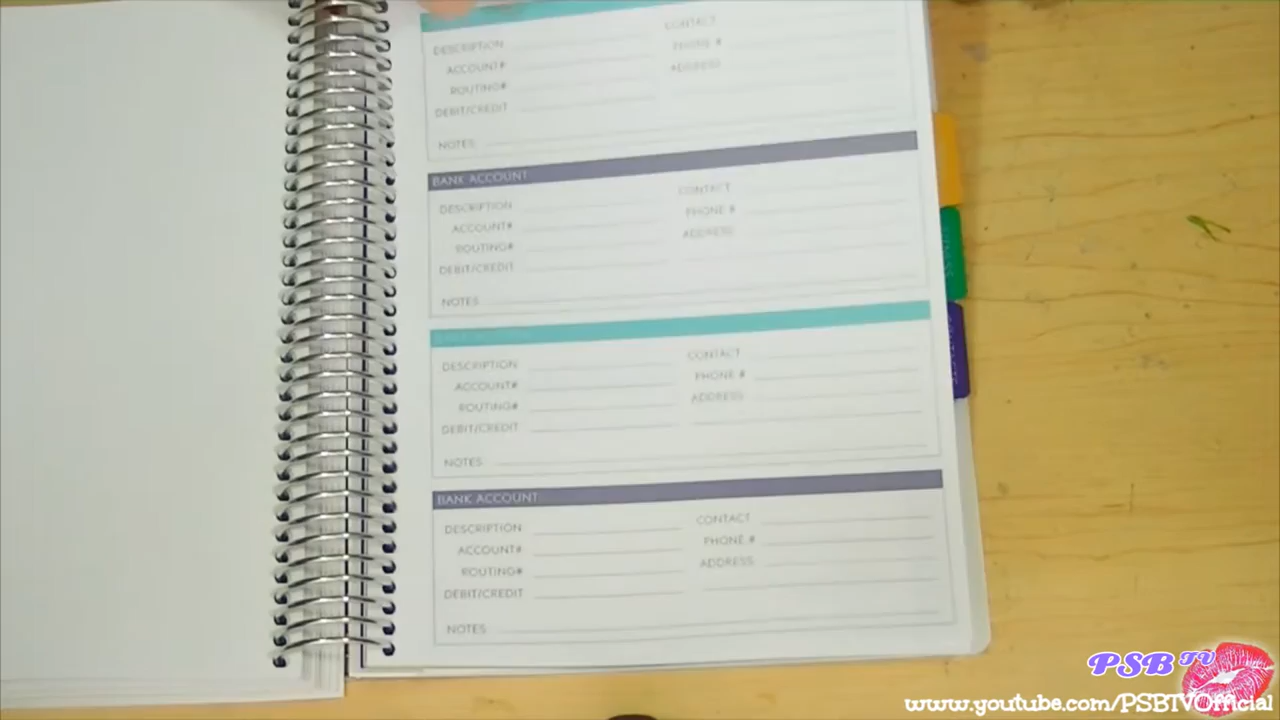 CONTACT
DESCRIPTION
PHONE #
ACCOUNT#
ADDRESS
ROUTING#
DEBIT/CREDIT
NOTES
BANK ACCOUNT
CONTACT
DESCRIPTION
PHONE #
ACCOUNT#
ADDRESS
ROUTING#
DEBIT/CREDIT
NOTES
CONTACT
DESCRIPTION
PHONE #
ACCOUNT#
ADDRESS
ROUTING#
DEBIT/CREDIT
NOTES
BANK ACCOUNT
CONTACT
DESCRIPTION
PHONE #
ACCOUNT#
ADDRESS
ROUTING#
DEBIT/CREDIT
NOTES
PSB TV
www.youtube.com/PSBTVOfficial